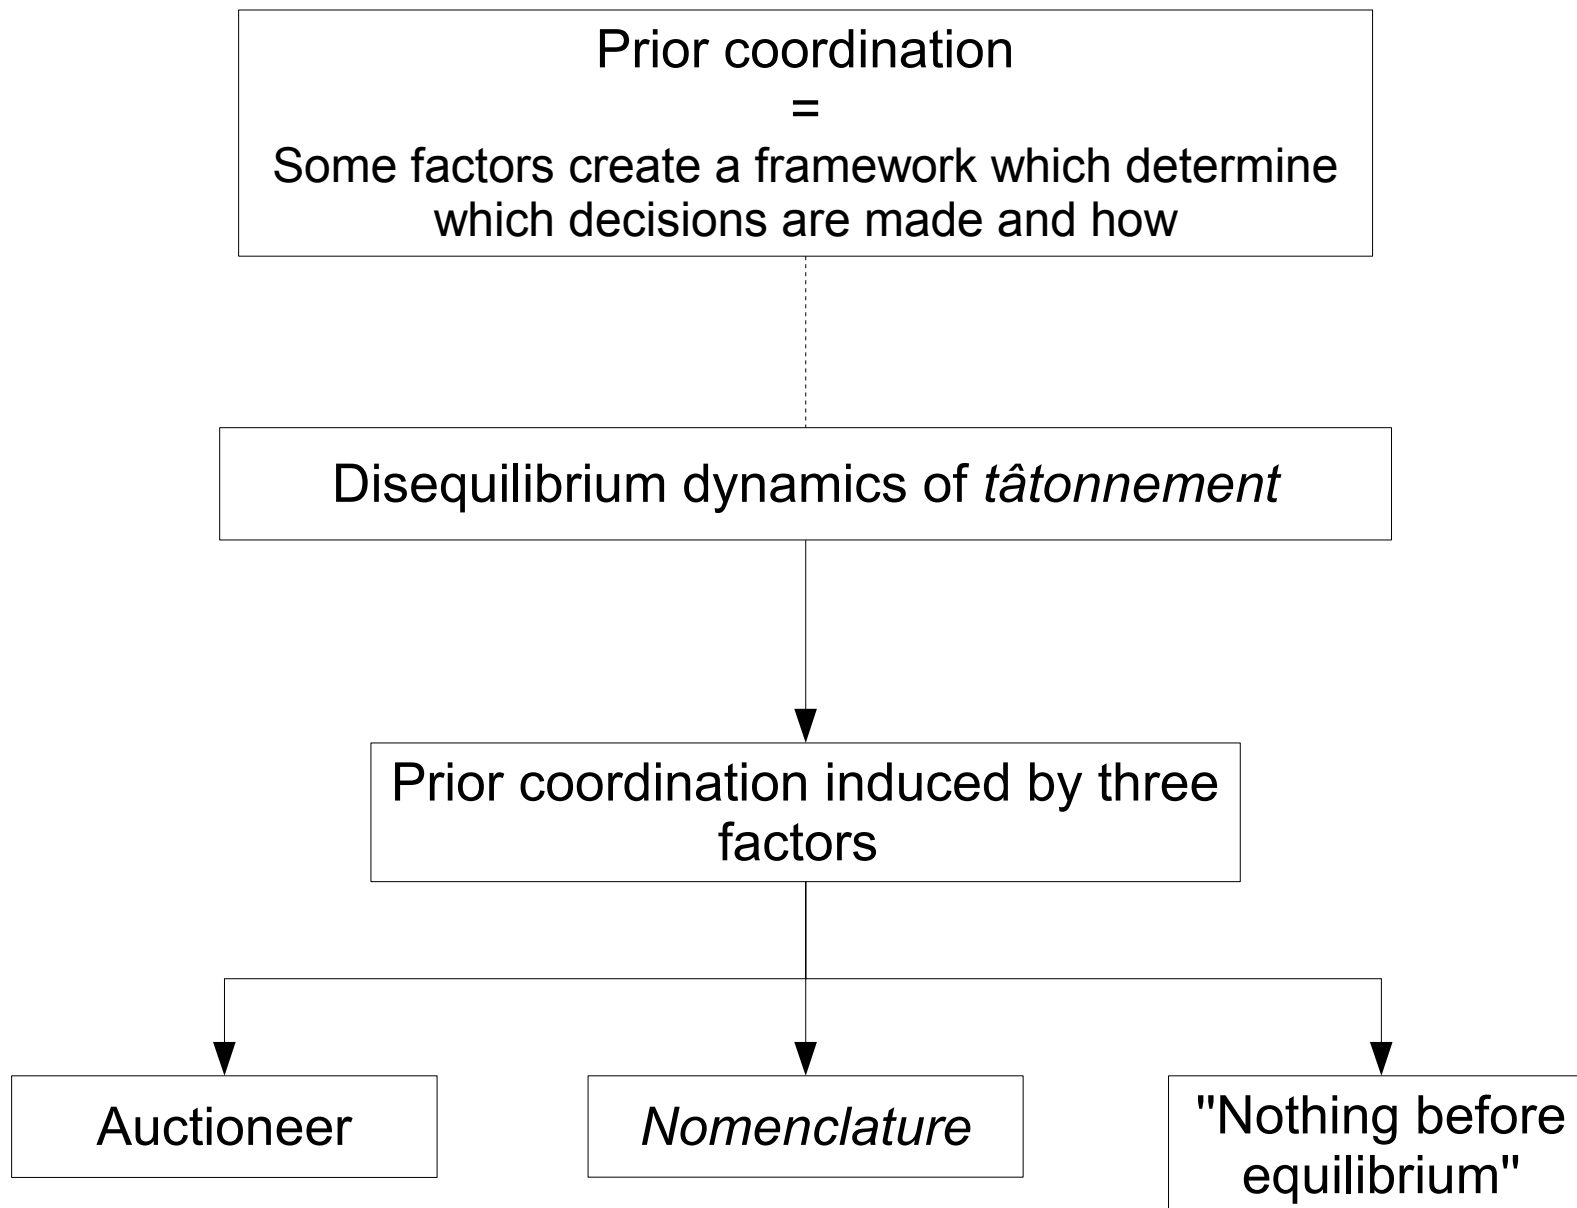 Prior coordination
=
Some factors create a framework which determine
which decisions are made and how
Disequilibrium dynamics of tâtonnement
Prior coordination induced by three
factors
Auctioneer
Nomenclature
"Nothing before
equilibrium"